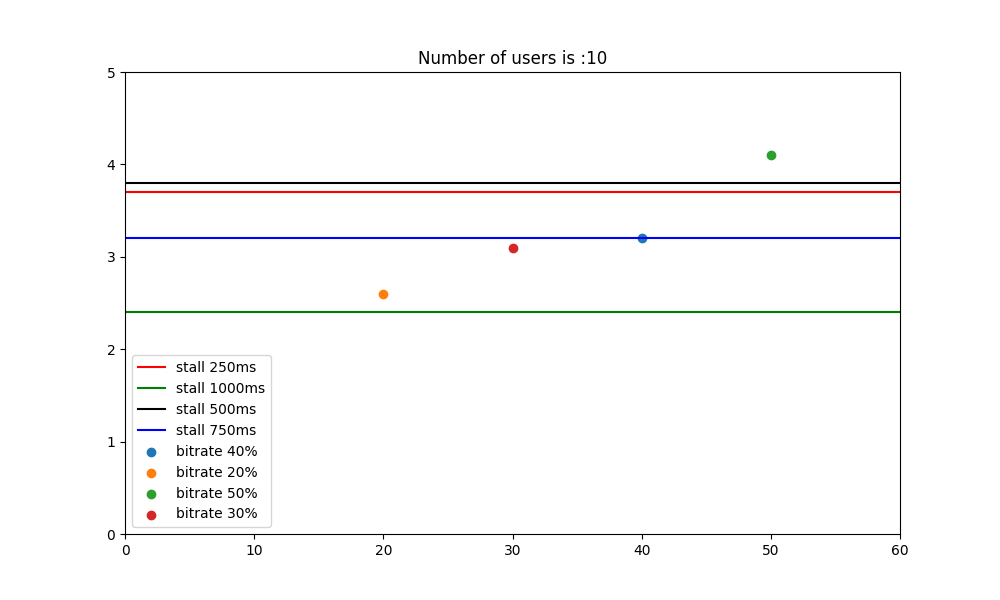 Number of users is :10
5
4
3
2
1
0
stall 250ms
stall 1000ms
stall 500ms
stall 750ms
bitrate 40%
bitrate 20%
bitrate 50%
bitrate 30%
0 10 20 30 40 50 60